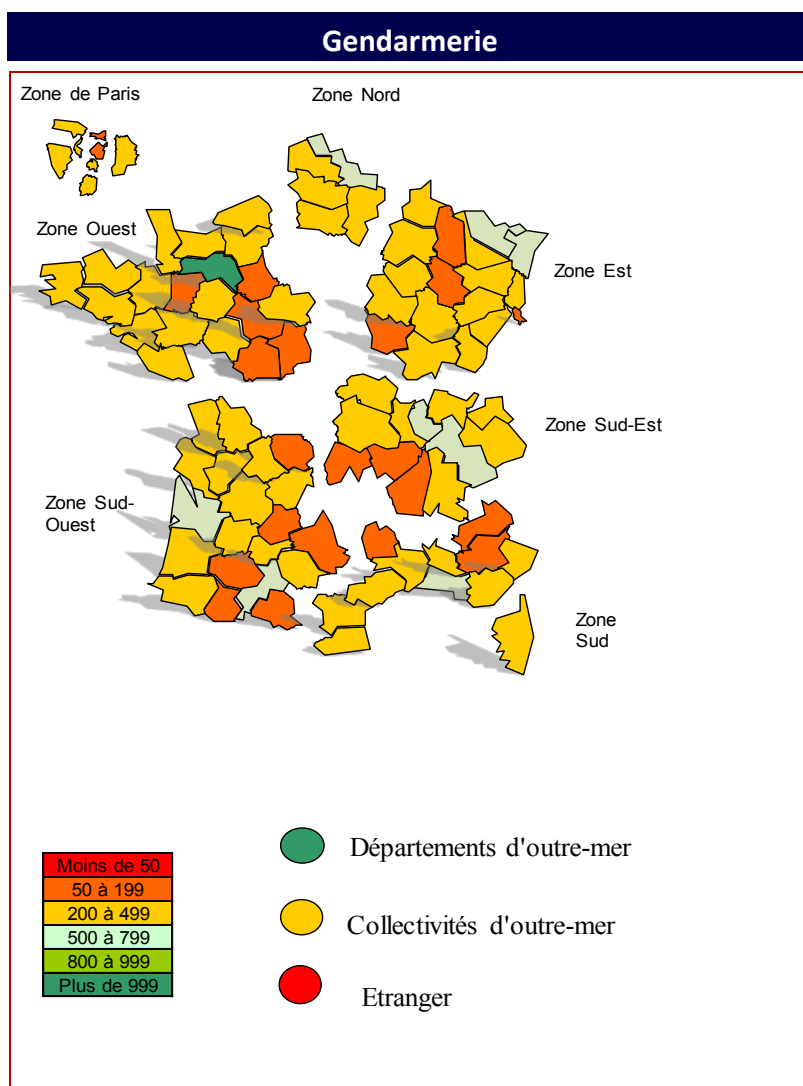 Gendarmerie
Zone de Paris
Zone Nord
Zone Ouest
Zone Est
Zone Sud-Est
Zone Sud-
Ouest
Zone
Sud
Moins de 50
50 à 199
200 à 499
500 à 799
800 à 999
Plus de 999
Départements d'outre-mer
Collectivités d'outre-mer
Etranger